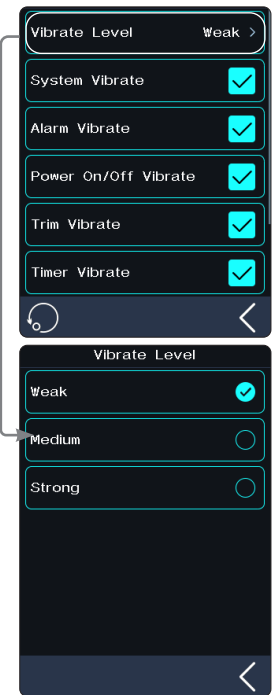 Vibrate Level Weak >
System Vibrate
Alarm Vibrate
Power On/Off Vibrate
Trim Vibrate
Timer Vibrate
Vibrate Level
Weak
Medium
Strong